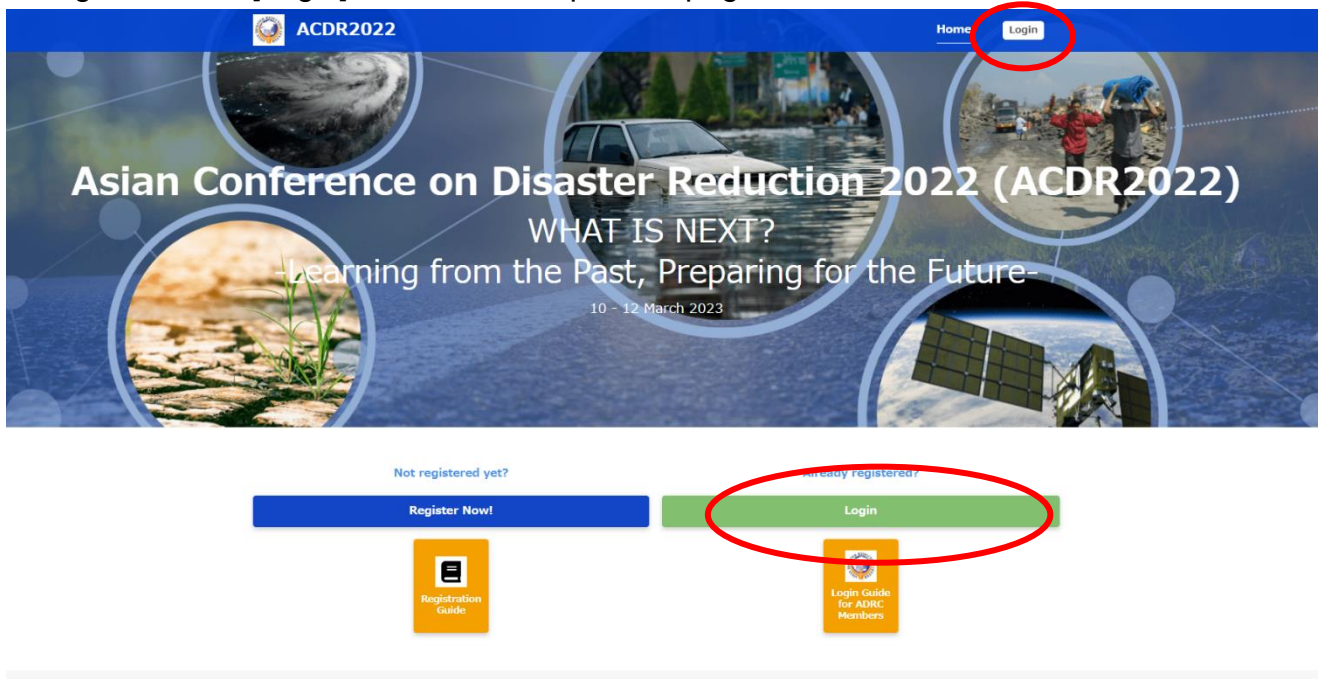 ACDR2022
Home
Login
Asian Conference on Disaster Reduction 2022 (ACDR2022)
WHAT IS NEXT?
-Learning from the Past, Preparing for the Future-
10 - 12 March 2023
Not registered yet?
Already registered?
Register Now!
Login
Registration
Guide
Login Guide
for ADRC
Members